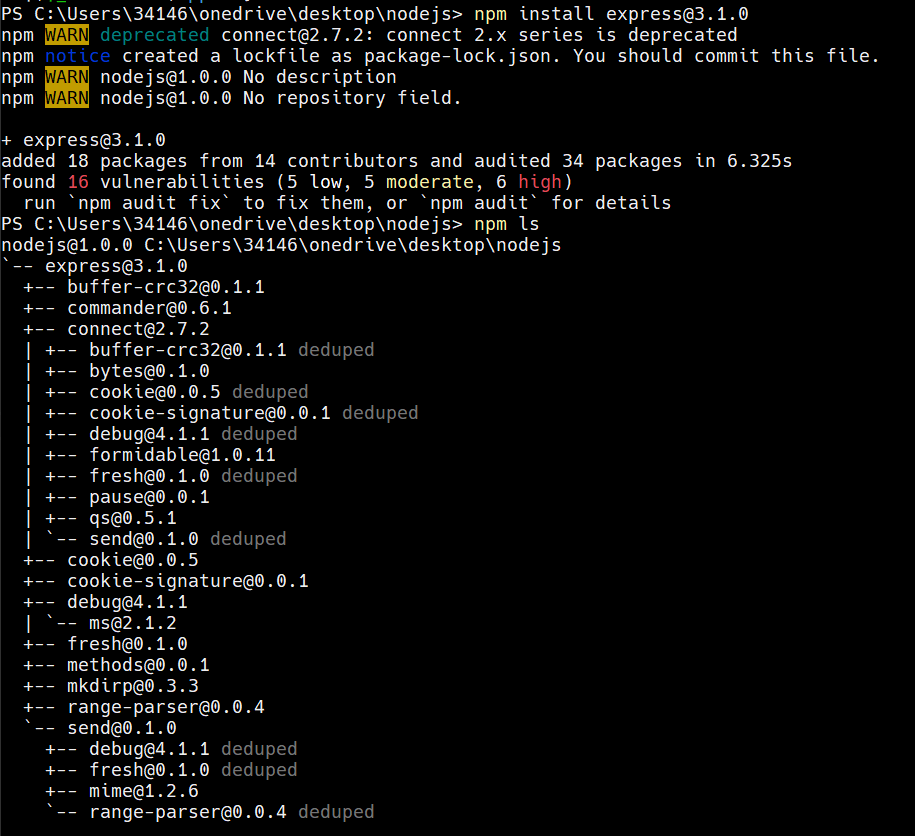 PS C:\Users\34146\onedrive\desktop\nodejs> npm install express@3.1.0
npm WARN deprecated connect@2.7.2: connect 2.x series is deprecated
npm notice created a lockfile as package-lock.json. You should commit this file.
npm WARN nodejs@1.0.0 No description
npm WARN nodejs@1.0.0 No repository field.

+ express@3.1.0
added 18 packages from 14 contributors and audited 34 packages in 6.325s
found 16 vulnerabilities (5 low, 5 moderate, 6 high)
  run `npm audit fix` to fix them, or `npm audit` for details
PS C:\Users\34146\onedrive\desktop\nodejs> npm ls
nodejs@1.0.0 C:\Users\34146\onedrive\desktop\nodejs
`-- express@3.1.0
  +-- buffer-crc32@0.1.1
  +-- commander@0.6.1
  +-- connect@2.7.2
  | +-- buffer-crc32@0.1.1 deduped
  | +-- bytes@0.1.0
  | +-- cookie@0.0.5 deduped
  | +-- cookie-signature@0.0.1 deduped
  | +-- debug@4.1.1 deduped
  | +-- formidable@1.0.11
  | +-- fresh@0.1.0 deduped
  | +-- pause@0.0.1
  | +-- qs@0.5.1
  | `-- send@0.1.0 deduped
  +-- cookie@0.0.5
  +-- cookie-signature@0.0.1
  +-- debug@4.1.1
  | `-- ms@2.1.2
  +-- fresh@0.1.0
  +-- methods@0.0.1
  +-- mkdirp@0.3.3
  +-- range-parser@0.0.4
  `-- send@0.1.0
    +-- debug@4.1.1 deduped
    +-- fresh@0.1.0 deduped
    +-- mime@1.2.6
    `-- range-parser@0.0.4 deduped